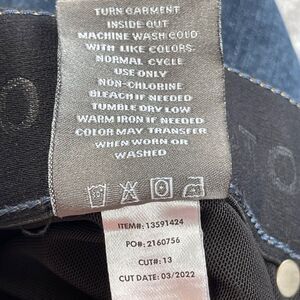 TURN GARMENT
INSIDE OUT
MACHINE WASH COLD
WITH LIKE COLORS
NORMAL CYCLE
USE ONLY
NON-CHLORINE
BLEACH IF NEEDED
TUMBLE DRY LOW
WARM IRON IF NEEDED
COLOR MAY TRANSFER
WHEN WORN OR
WASHED
ITEM#: 13591424
PO#: 2160756
CUT#: 13
CUT DATE: 03/2022